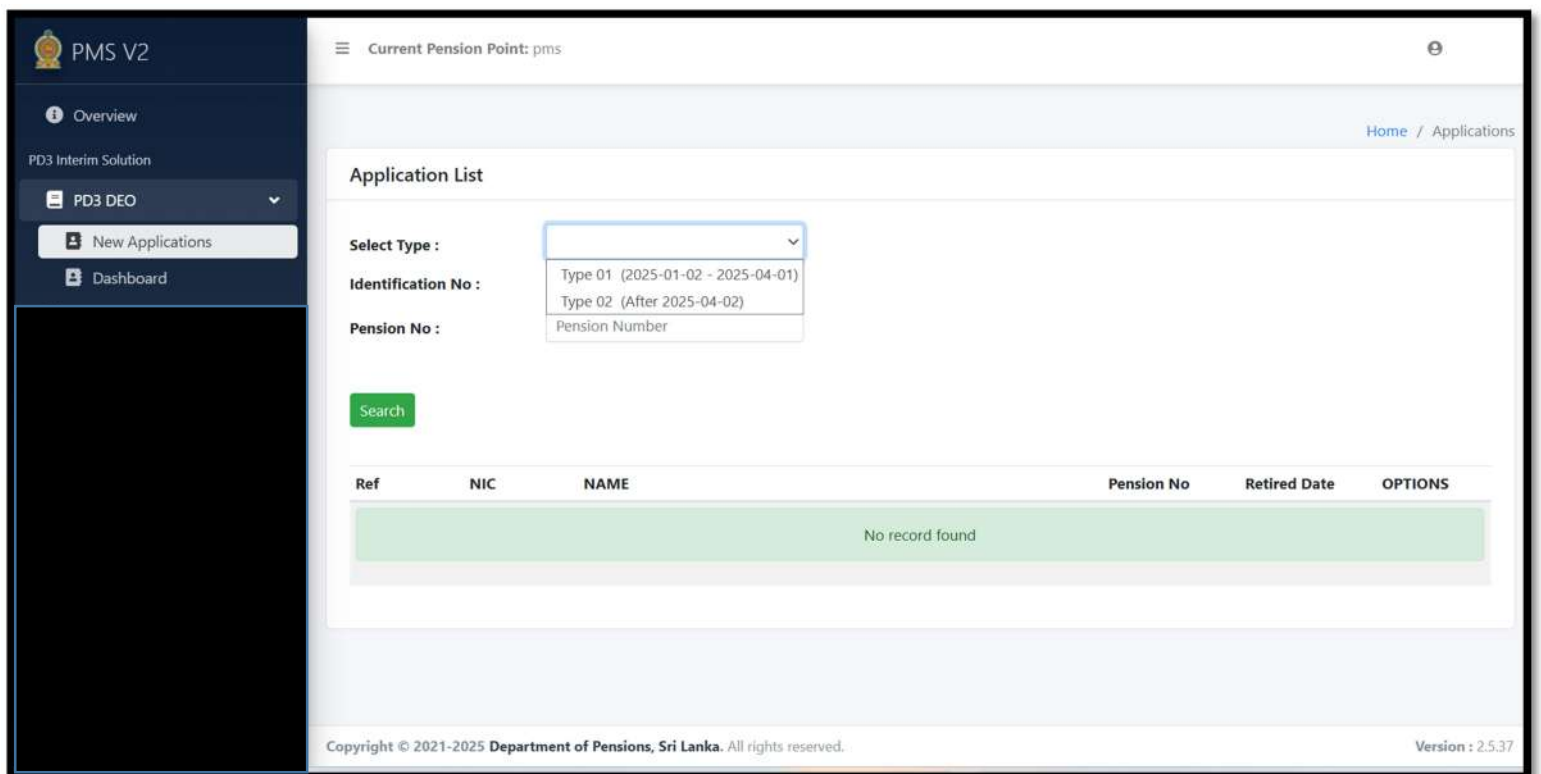 PMS V2
Current Pension Point: pms
Overview
Home / Applications
PD3 Interim Solution
Application List
PD3 DEO
New Applications
Dashboard
Select Type :
Type 01 (2025-01-02 - 2025-04-01)
Type 02 (After 2025-04-02)
Identification No :
Pension No :
Pension Number
Search
Ref NIC NAME Pension No Retired Date OPTIONS
No record found
Copyright © 2021-2025 Department of Pensions, Sri Lanka. All rights reserved.
Version : 2.5.37